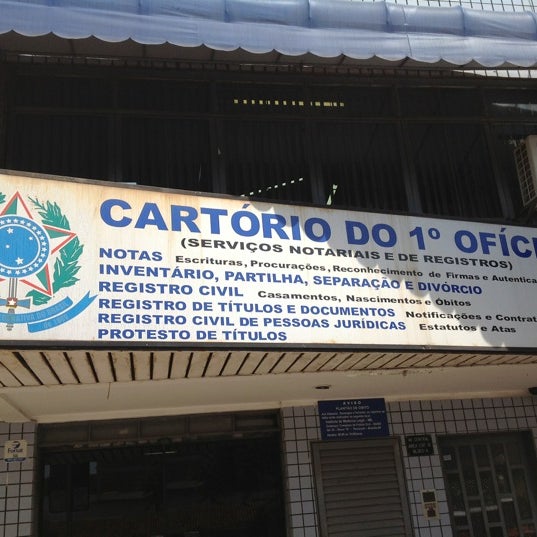 CARTÓRIO DO 1º OFÍC
(SERVIÇOS NOTARIAIS E DE REGISTROS)
NOTAS Escrituras, Procurações, Reconhecimento de Firmas e Autentica
INVENTÁRIO, PARTILHA, SEPARAÇÃO E DIVÓRCIO
REGISTRO CIVIL Casamentos, Nascimentos e Óbitos
REGISTRO DE TÍTULOS E DOCUMENTOS Notificações e Contrat
REGISTRO CIVIL DE PESSOAS JURÍDICAS Estatutos e Atas
PROTESTO DE TÍTULOS
AVISO
PLANTÃO DE ÓBITO